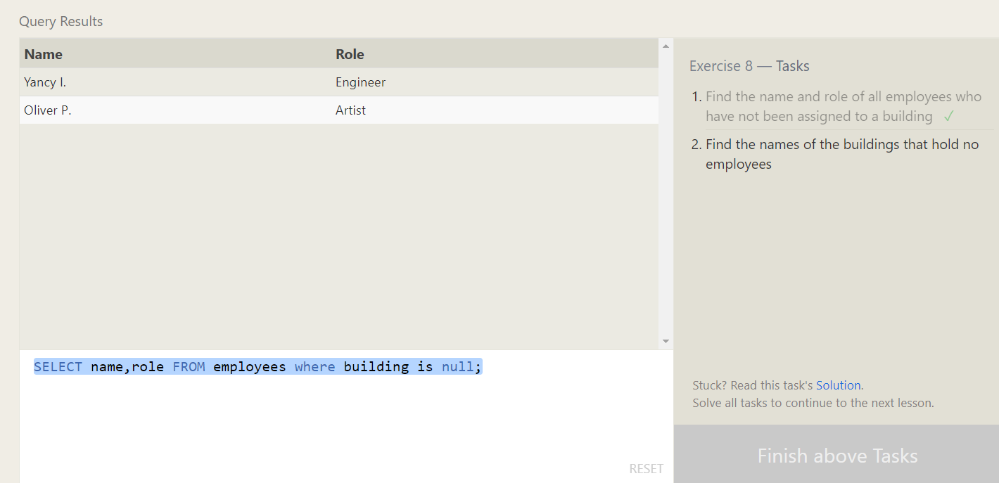 Query Results
Name Role
Yancy I. Engineer
Oliver P. Artist
SELECT name,role FROM employees where building is null;
RESET
Exercise 8 — Tasks
1. Find the name and role of all employees who
have not been assigned to a building ✓
2. Find the names of the buildings that hold no
employees
Stuck? Read this task's Solution.
Solve all tasks to continue to the next lesson.
Finish above Tasks